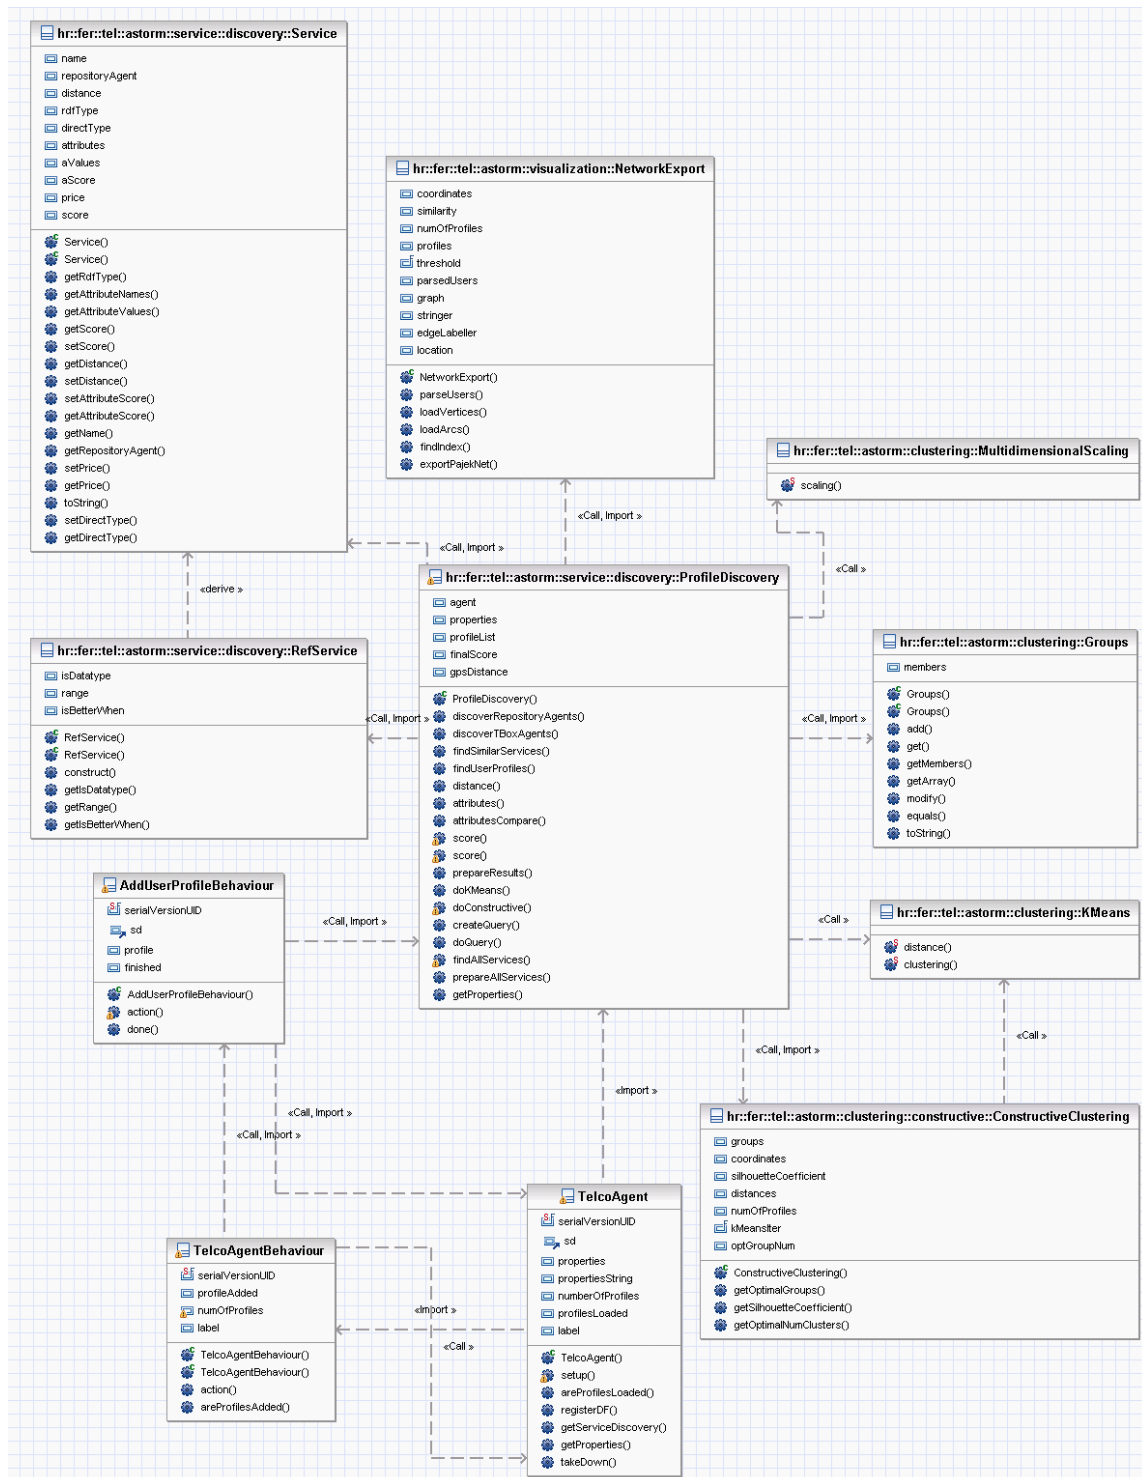 hr::fer::tel::astorm::service::discovery::Service
name
repositoryAgent
distance
rdfType
directType
attributes
aValues
aScore
price
score
Service()
Service()
getRdfType()
getAttributeNames()
getAttributeValues()
getScore()
setScore()
getDistance()
setDistance()
setAttributeScore()
getAttributeScore()
getName()
getRepositoryAgent()
setPrice()
getPrice()
toString()
setDirectType()
getDirectType()
hr::fer::tel::astorm::visualization::NetworkExport
coordinates
similarity
numOfProfiles
profiles
threshold
parsedUsers
graph
stringer
edgeLabeller
location
NetworkExport()
parseUsers()
loadVertices()
loadArcs()
findIndex()
exportPajekNet()
hr::fer::tel::astorm::clustering::MultidimensionalScaling
scaling()
«Call, Import »
«Call, Import »
«Call »
«derive »
hr::fer::tel::astorm::service::discovery::ProfileDiscovery
agent
properties
profileList
finalScore
gpsDistance
ProfileDiscovery()
discoverRepositoryAgents()
discoverTBoxAgents()
findSimilarServices()
findUserProfiles()
distance()
attributes()
attributesCompare()
score()
score()
prepareResults()
doKMeans()
doConstructive()
createQuery()
doQuery()
findAllServices()
prepareAllServices()
getProperties()
hr::fer::tel::astorm::service::discovery::RefService
isDatatype
range
isBetterWhen
RefService()
RefService()
construct()
getIsDatatype()
getRange()
getIsBetterWhen()
«Call, Import »
«Call, Import »
hr::fer::tel::astorm::clustering::Groups
members
Groups()
Groups()
add()
get()
getMembers()
getArray()
modify()
equals()
toString()
AddUserProfileBehaviour
serialVersionUID
sd
profile
finished
AddUserProfileBehaviour()
action()
done()
«Call, Import »
«Call »
hr::fer::tel::astorm::clustering::KMeans
distance()
clustering()
«Call »
«Call, Import »
«Import »
«Call, Import »
«Call, Import »
hr::fer::tel::astorm::clustering::constructive::ConstructiveClustering
groups
coordinates
silhouetteCoefficient
distances
numOfProfiles
kMeansIter
optGroupNum
ConstructiveClustering()
getOptimalGroups()
getSilhouetteCoefficient()
getOptimalNumClusters()
TelcoAgent
serialVersionUID
sd
properties
propertiesString
numberOfProfiles
profilesLoaded
label
TelcoAgent()
setup()
areProfilesLoaded()
registerDF()
getServiceDiscovery()
getProperties()
takeDown()
TelcoAgentBehaviour
serialVersionUID
profileAdded
numOfProfiles
label
TelcoAgentBehaviour()
TelcoAgentBehaviour()
action()
areProfilesAdded()
«Import »
«Call »